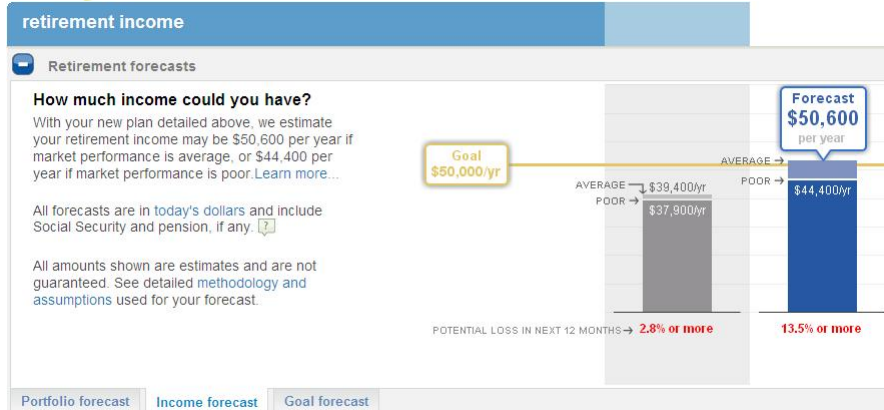 retirement income
Retirement forecasts
How much income could you have?
With your new plan detailed above, we estimate
your retirement income may be $50,600 per year if
market performance is average, or $44,400 per
year if market performance is poor.Learn more...
All forecasts are in today's dollars and include
Social Security and pension, if any. ?
All amounts shown are estimates and are not
guaranteed. See detailed methodology and
assumptions used for your forecast.
Goal
$50,000/yr
AVERAGE $39,400/yr
POOR → $37,900/yr
Forecast
$50,600
per year
AVERAGE →
POOR → $44,400/yr
POTENTIAL LOSS IN NEXT 12 MONTHS → 2.8% or more 13.5% or more
Portfolio forecast Income forecast Goal forecast